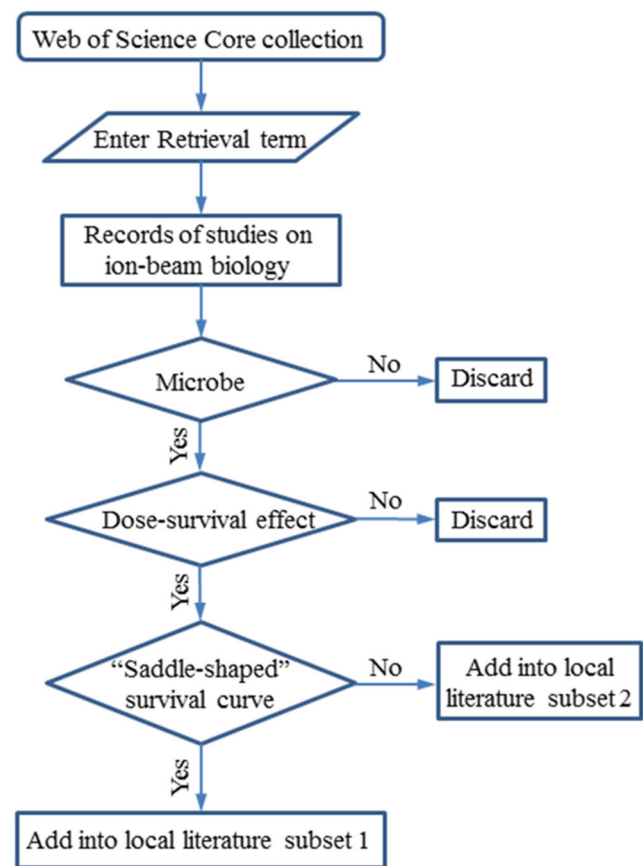 Web of Science Core collection
Enter Retrieval term
Records of studies on
ion-beam biology
Microbe
No
Discard
Yes
Dose-survival effect
No
Discard
Yes
“Saddle-shaped”
survival curve
No
Add into local
literature subset 2
Yes
Add into local literature subset 1